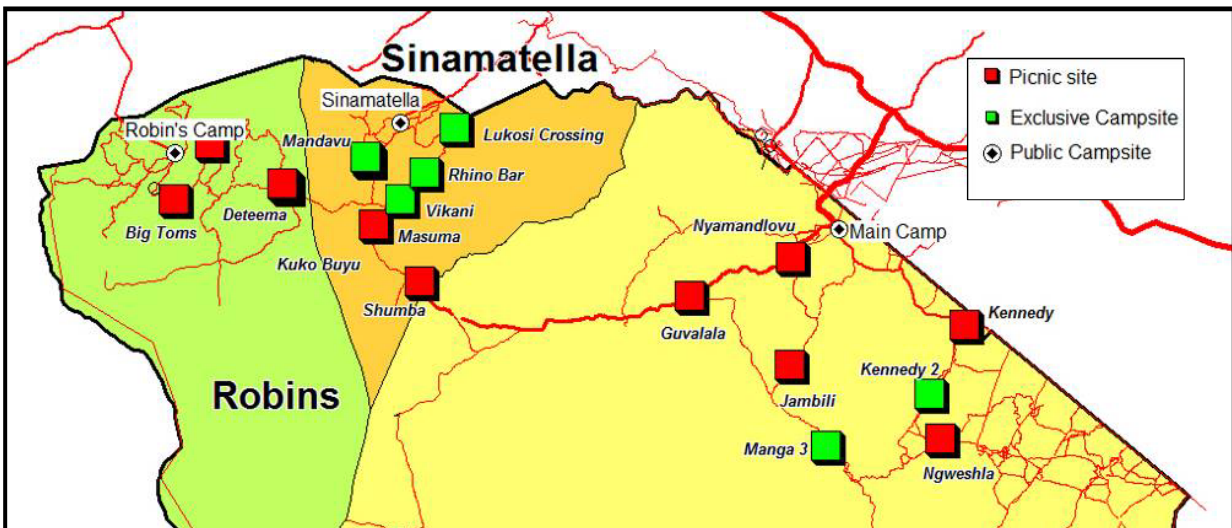 Sinamatella
Picnic site
Exclusive Campsite
Public Campsite
Sinamatella
Robin's Camp
Mandavu
Lukosi Crossing
Rhino Bar
Deteema
Vikani
Big Toms
Masuma
Nyamandlovu
Main Camp
Kuko Buyu
Shumba
Guvalala
Kennedy
Kennedy 2
Robins
Jambili
Manga 3
Ngweshla